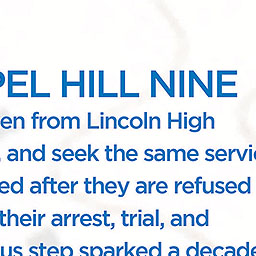 PEL HILL NINE
en from Lincoln High
, and seek the same servi
ed after they are refused
their arrest, trial, and
us step sparked a decade